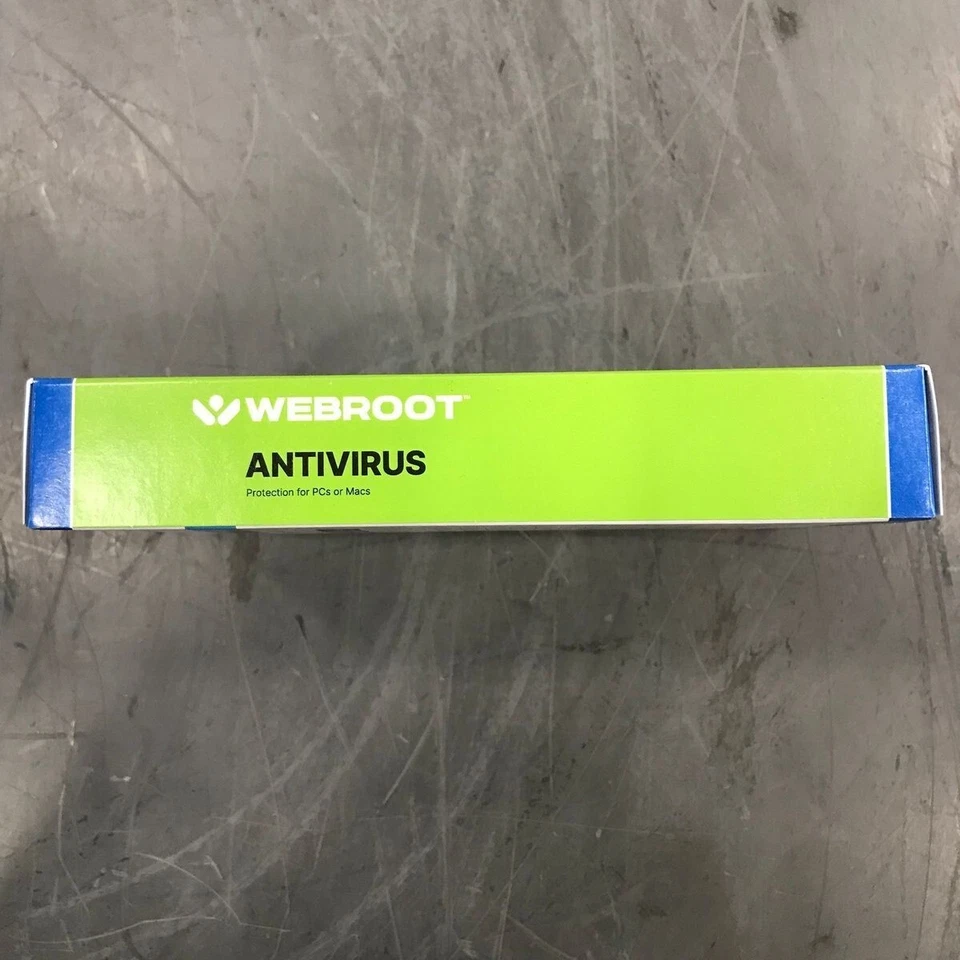 WEBROOT™
ANTIVIRUS
Protection for PCs or Macs